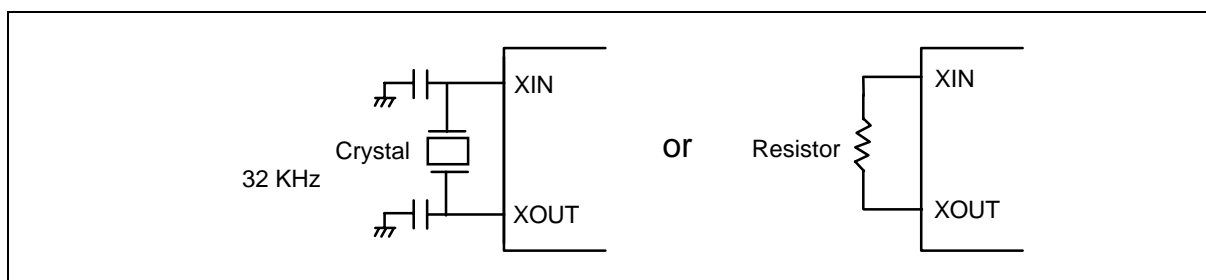 XIN
Crystal
32 KHz
XOUT
or
XIN
Resistor
XOUT